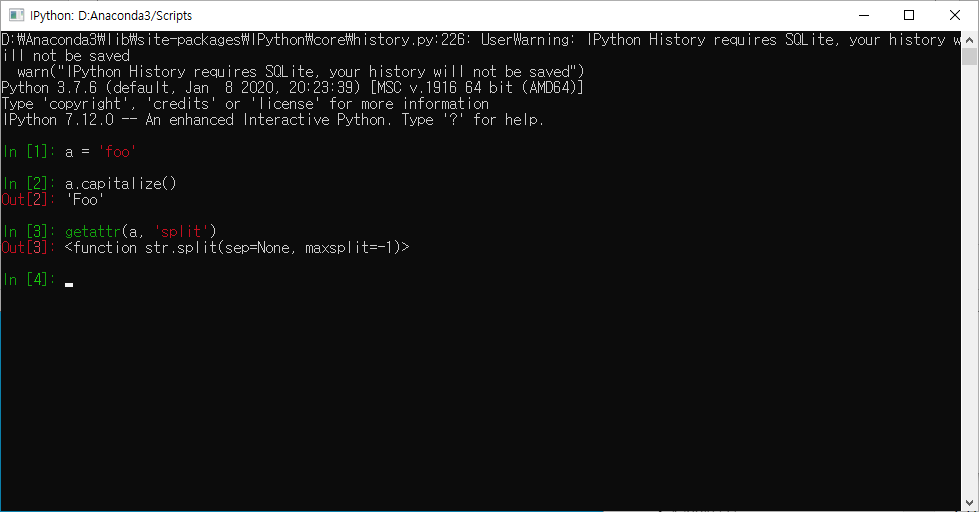 IPython: D:Anaconda3/Scripts
D:₩Anaconda3₩lib₩site-packages₩IPython₩core₩history.py:226: UserWarning: IPython History requires SQLite, your history w
ill not be saved
  warn("IPython History requires SQLite, your history will not be saved")
Python 3.7.6 (default, Jan  8 2020, 20:23:39) [MSC v.1916 64 bit (AMD64)]
Type 'copyright', 'credits' or 'license' for more information
IPython 7.12.0 -- An enhanced Interactive Python. Type '?' for help.
In [1]: a = 'foo'
In [2]: a.capitalize()
Out[2]: 'Foo'
In [3]: getattr(a, 'split')
Out[3]: <function str.split(sep=None, maxsplit=-1)>
In [4]: